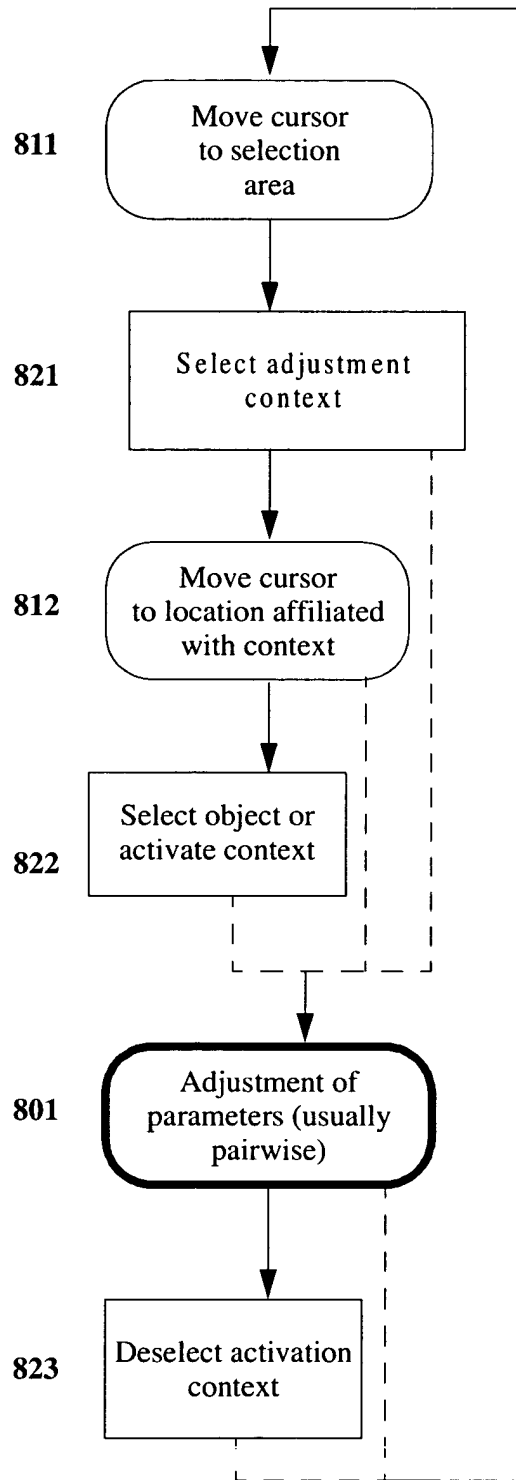 811
Move cursor
to selection
area
821
Select adjustment
context
812
Move cursor
to location affiliated
with context
822
Select object or
activate context
801
Adjustment of
parameters (usually
pairwise)
823
Deselect activation
context